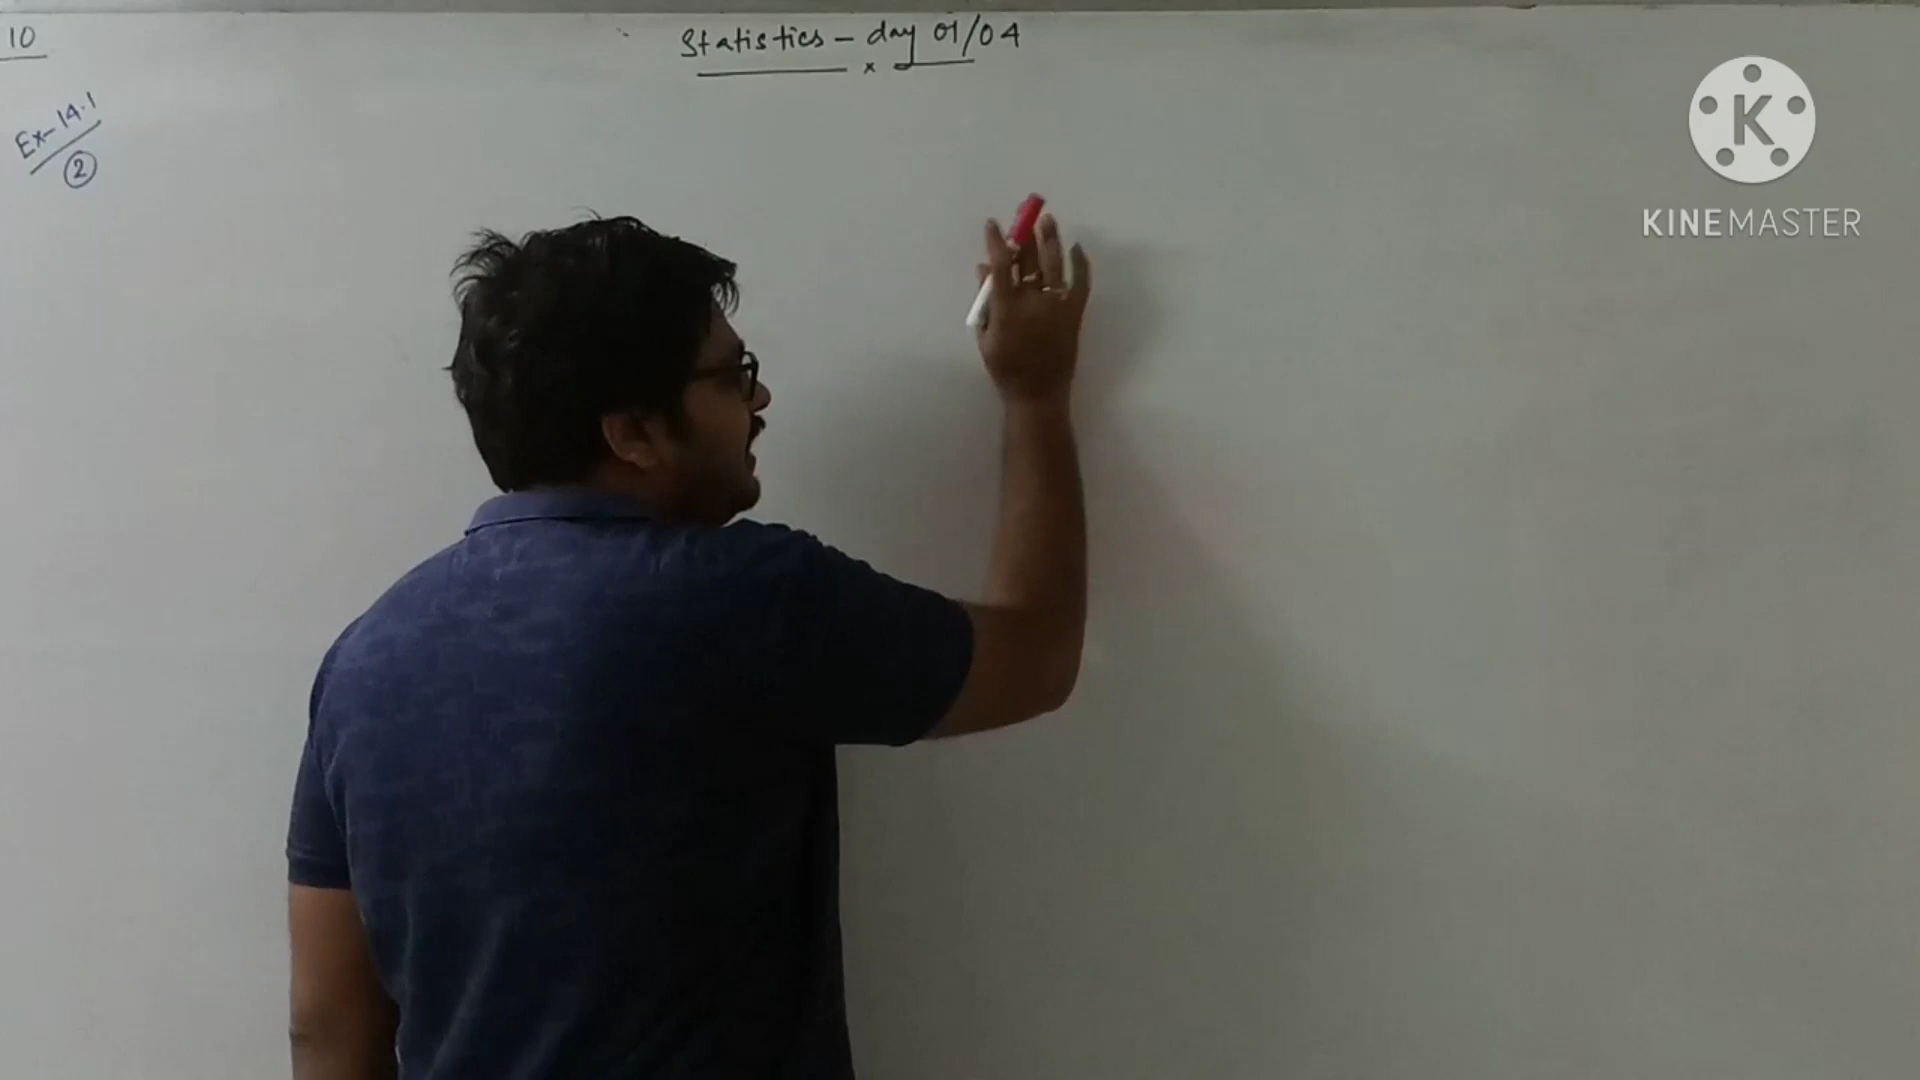 10
Statistics – day 01/04
x
Ex-14.1
2
K
KINEMASTER